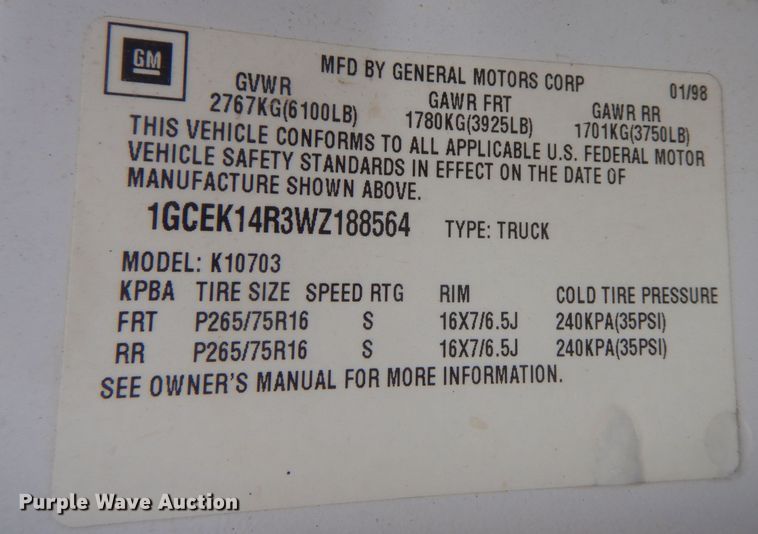 GM
MFD BY GENERAL MOTORS CORP 01/98
GVWR GAWR FRT GAWR RR
2767KG(6100LB) 1780KG(3925LB) 1701KG(3750LB)
THIS VEHICLE CONFORMS TO ALL APPLICABLE U.S. FEDERAL MOTOR
VEHICLE SAFETY STANDARDS IN EFFECT ON THE DATE OF
MANUFACTURE SHOWN ABOVE.
1GCEK14R3WZ188564 TYPE: TRUCK
MODEL: K10703
KPBA TIRE SIZE SPEED RTG RIM COLD TIRE PRESSURE
FRT P265/75R16 S 16X7/6.5J 240KPA(35PSI)
RR P265/75R16 S 16X7/6.5J 240KPA(35PSI)
SEE OWNER'S MANUAL FOR MORE INFORMATION.
Purple Wave Auction